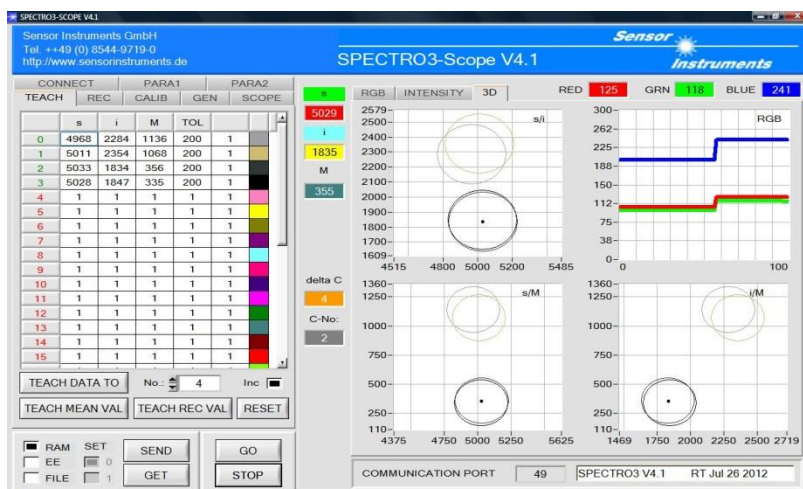 SPECTRO3-SCOPE V4.1
Sensor Instruments GmbH
Tel. ++49 (0) 8544-9719-0
http://www.sensorinstruments.de
SPECTRO3-Scope V4.1
Sensor
Instruments
CONNECT PARA1 PARA2
TEACH REC CALIB GEN SCOPE
s i M TOL
0 4968 2284 1136 200 1
1 5011 2354 1068 200 1
2 5033 1834 356 200 1
3 5028 1847 335 200 1
4 1 1 1 1 1
5 1 1 1 1 1
6 1 1 1 1 1
7 1 1 1 1 1
8 1 1 1 1 1
9 1 1 1 1 1
10 1 1 1 1 1
11 1 1 1 1 1
12 1 1 1 1 1
13 1 1 1 1 1
14 1 1 1 1 1
15 1 1 1 1 1
TEACH DATA TO No.: 4 Inc
TEACH MEAN VAL TEACH REC VAL RESET
RAM SET SEND GO
EE 0
FILE 1 GET STOP
s
5029
i
1835
M
355
delta C
4
C-No:
2
RGB INTENSITY 3D RED 125 GRN 118 BLUE 241
s/i
2579
2500
2400
2300
2200
2100
2000
1900
1800
1700
1609
4515 4800 5000 5200 5485
RGB
300
262
225
188
150
112
75
38
0
0 100
s/M
1360
1250
1000
750
500
250
110
4375 4750 5000 5250 5625
i/M
1360
1250
1000
750
500
250
110
1469 1750 2000 2250 2500 2719
COMMUNICATION PORT 49 SPECTRO3 V4.1 RT Jul 26 2012